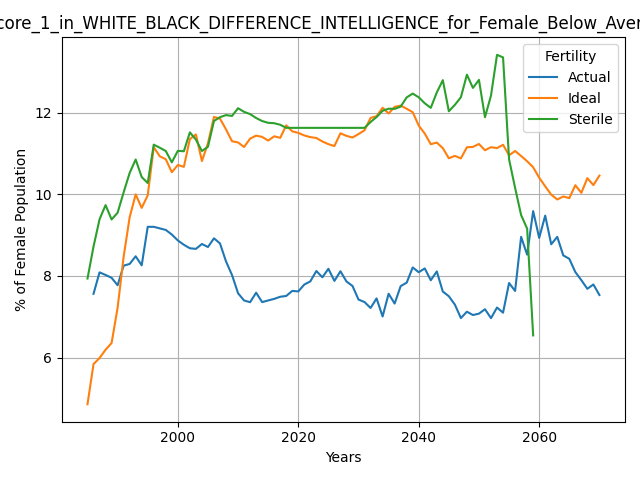 core_1_in_WHITE_BLACK_DIFFERENCE_INTELLIGENCE_for_Female_Below_Aver
Fertility
Actual
Ideal
Sterile
12
10
8
6
% of Female Population
2000 2020 2040 2060
Years